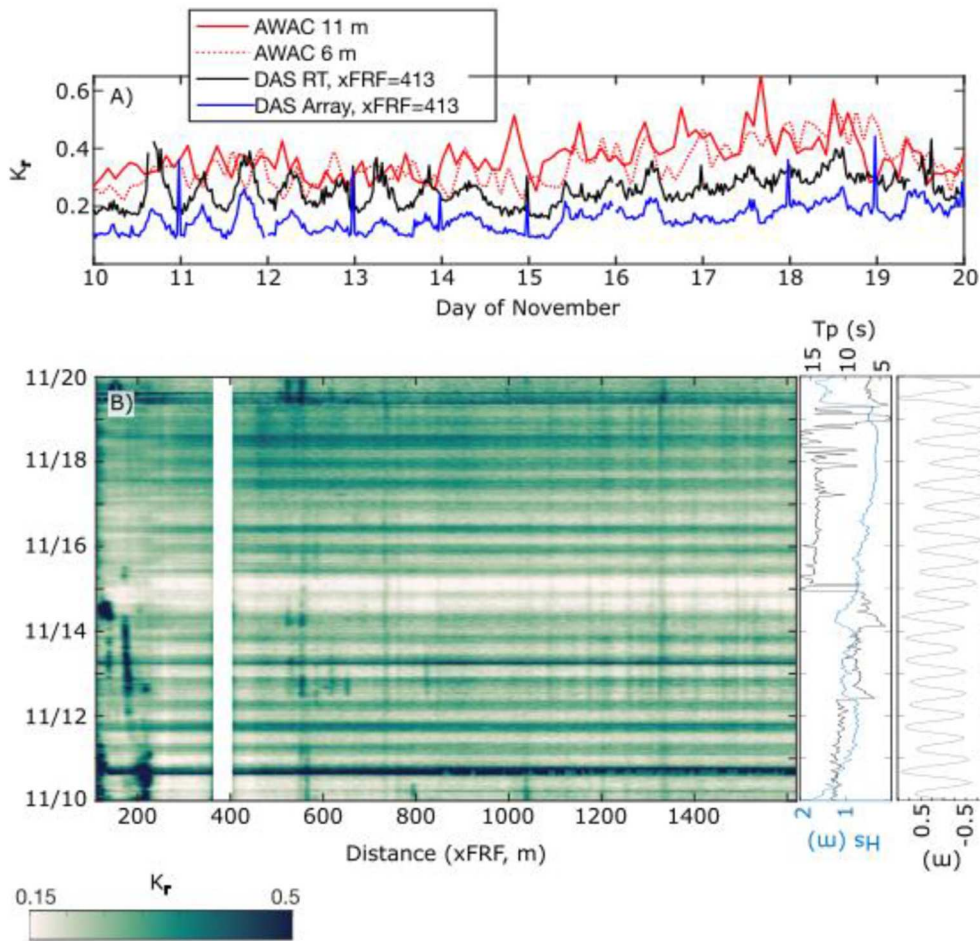 AWAC 11 m
AWAC 6 m
DAS RT, xFRF=413
DAS Array, xFRF=413
A)
0.6
0.4
0.2
Kr
10 11 12 13 14 15 16 17 18 19 20
Day of November
Tp (s)
15 10 5
B)
11/20
11/18
11/16
11/14
11/12
11/10
200 400 600 800 1000 1200 1400
Distance (xFRF, m)
2 1
Hs (m)
0.5 -0.5
(m)
Kr
0.15 0.5